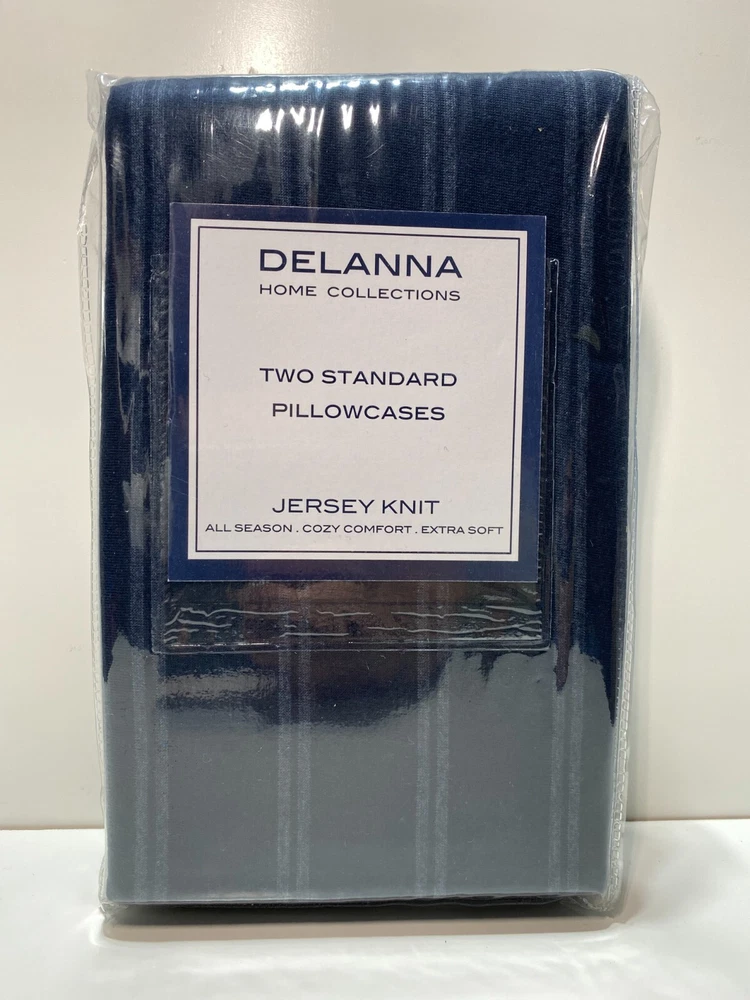 DELANNA
HOME COLLECTIONS
TWO STANDARD
PILLOWCASES
JERSEY KNIT
ALL SEASON . COZY COMFORT . EXTRA SOFT